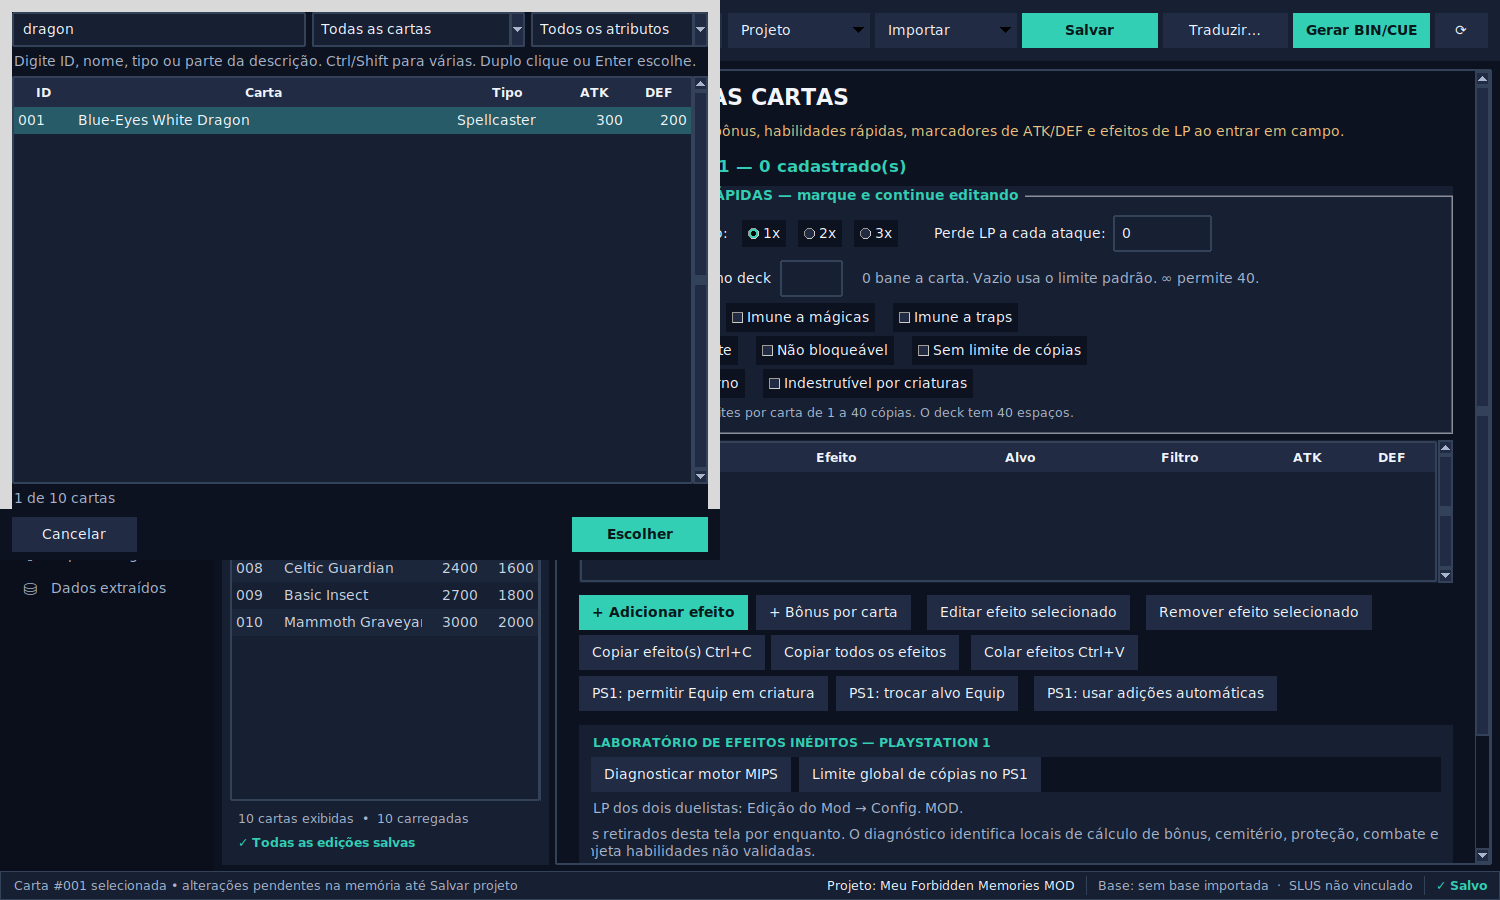 dragon Todas as cartas Todos os atributos
Digite ID, nome, tipo ou parte da descrição. Ctrl/Shift para várias. Duplo clique ou Enter escolhe.
ID Carta Tipo ATK DEF
001 Blue-Eyes White Dragon Spellcaster 300 200
1 de 10 cartas
Cancelar Escolher
Projeto Importar Salvar Traduzir... Gerar BIN/CUE
AS CARTAS
bônus, habilidades rápidas, marcadores de ATK/DEF e efeitos de LP ao entrar em campo.
1 — 0 cadastrado(s)
ÁPIDAS — marque e continue editando
o: 1x 2x 3x Perde LP a cada ataque: 0
no deck 0 bane a carta. Vazio usa o limite padrão. ∞ permite 40.
Imune a mágicas Imune a traps
te Não bloqueável Sem limite de cópias
rno Indestrutível por criaturas
tes por carta de 1 a 40 cópias. O deck tem 40 espaços.
Efeito Alvo Filtro ATK DEF
Dados extraídos
008 Celtic Guardian 2400 1600
009 Basic Insect 2700 1800
010 Mammoth Graveyar 3000 2000
10 cartas exibidas • 10 carregadas
✓ Todas as edições salvas
+ Adicionar efeito + Bônus por carta Editar efeito selecionado Remover efeito selecionado
Copiar efeito(s) Ctrl+C Copiar todos os efeitos Colar efeitos Ctrl+V
PS1: permitir Equip em criatura PS1: trocar alvo Equip PS1: usar adições automáticas
LABORATÓRIO DE EFEITOS INÉDITOS — PLAYSTATION 1
Diagnosticar motor MIPS Limite global de cópias no PS1
LP dos dois duelistas: Edição do Mod → Config. MOD.
s retirados desta tela por enquanto. O diagnóstico identifica locais de cálculo de bônus, cemitério, proteção, combate e
njeta habilidades não validadas.
Carta #001 selecionada • alterações pendentes na memória até Salvar projeto Projeto: Meu Forbidden Memories MOD Base: sem base importada · SLUS não vinculado ✓ Salvo